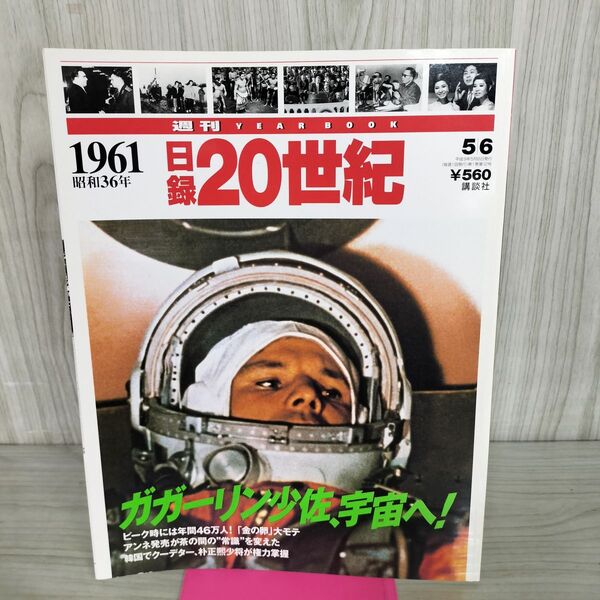 週刊 YEAR BOOK
1961
昭和36年
日録20世紀
5 6
¥560
講談社
ガガーリン少佐、宇宙へ!
ピーク時には年間46万人!「金の卵」大モテ
アンネ発売が茶の間の"常識"を変えた
韓国でクーデター、朴正熙少将が権力掌握